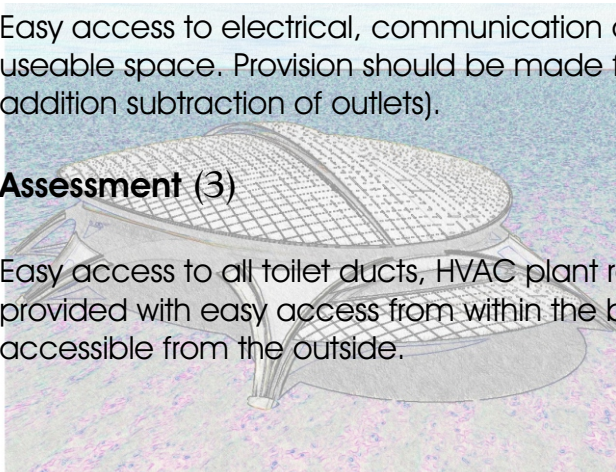 Easy access to electrical, communication
useable space. Provision should be made
addition subtraction of outlets).
Assessment (3)
Easy access to all toilet ducts, HVAC plant
provided with easy access from within the
accessible from the outside.